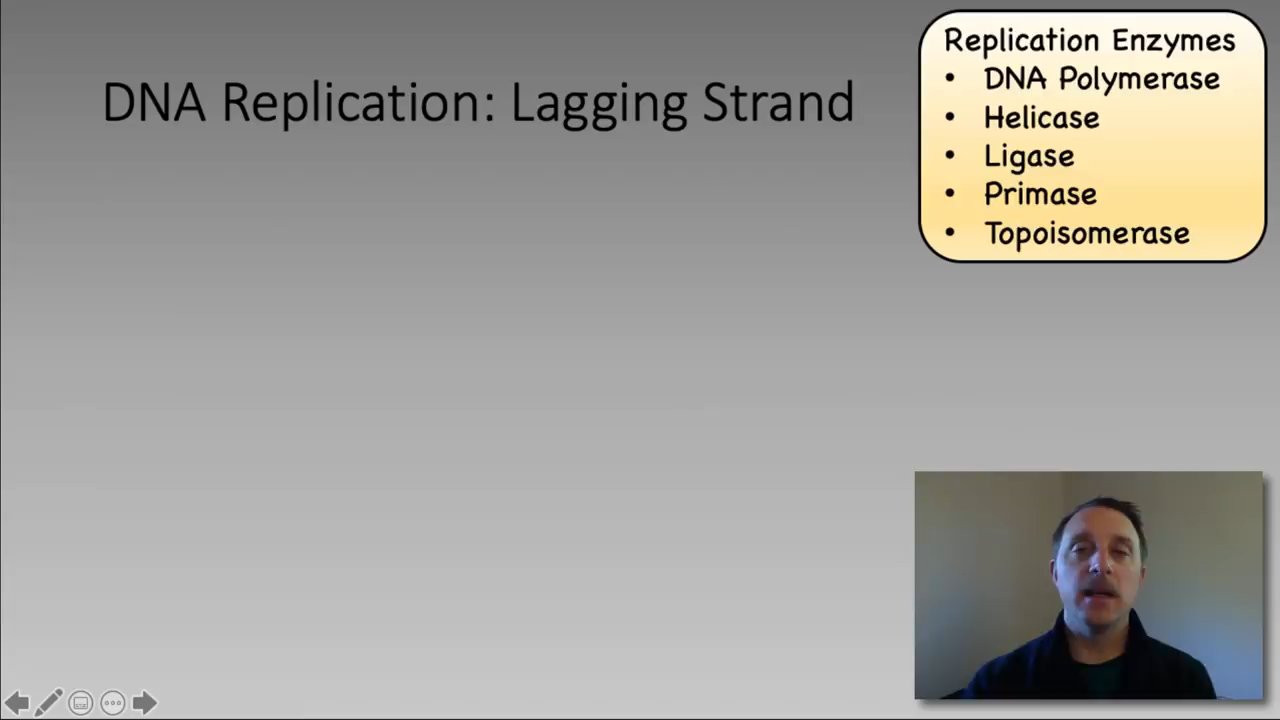 DNA Replication: Lagging Strand
Replication Enzymes
• DNA Polymerase
• Helicase
• Ligase
• Primase
• Topoisomerase